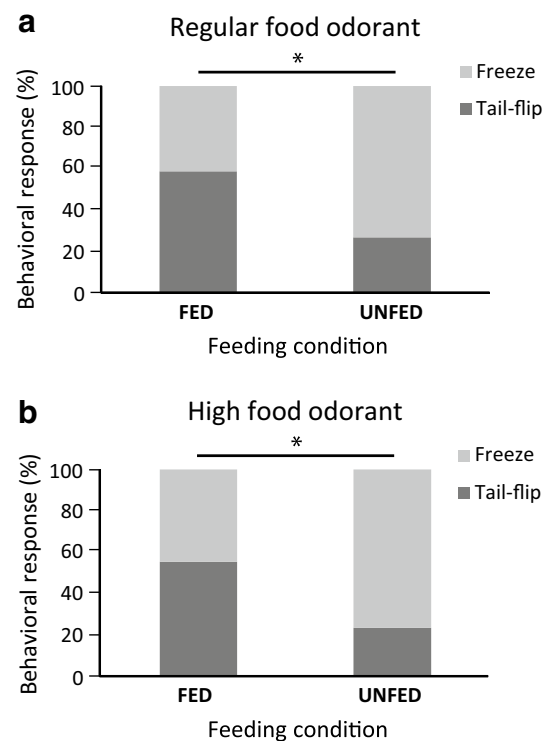 a
Regular food odorant
*
Behavioral response (%)
100
80
60
40
20
0
Freeze
Tail-flip
FED UNFED
Feeding condition
b
High food odorant
*
Behavioral response (%)
100
80
60
40
20
0
Freeze
Tail-flip
FED UNFED
Feeding condition